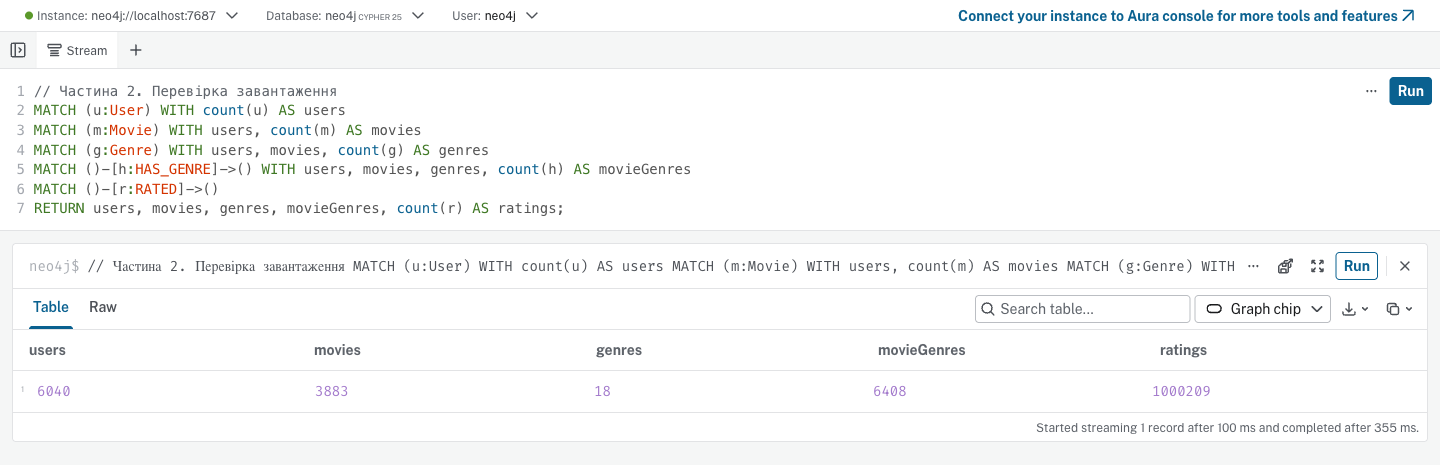 Instance: neo4j://localhost:7687 Database: neo4j CYPHER 25 User: neo4j Connect your instance to Aura console for more tools and features
Stream
1 // Частина 2. Перевірка завантаження Run
2 MATCH (u:User) WITH count(u) AS users
3 MATCH (m:Movie) WITH users, count(m) AS movies
4 MATCH (g:Genre) WITH users, movies, count(g) AS genres
5 MATCH ()-[h:HAS_GENRE]->() WITH users, movies, genres, count(h) AS movieGenres
6 MATCH ()-[r:RATED]->()
7 RETURN users, movies, genres, movieGenres, count(r) AS ratings;
neo4j$ // Частина 2. Перевірка завантаження MATCH (u:User) WITH count(u) AS users MATCH (m:Movie) WITH users, count(m) AS movies MATCH (g:Genre) WITH Run
Table Raw Search table... Graph chip
users movies genres movieGenres ratings
1 6040 3883 18 6408 1000209
Started streaming 1 record after 100 ms and completed after 355 ms.